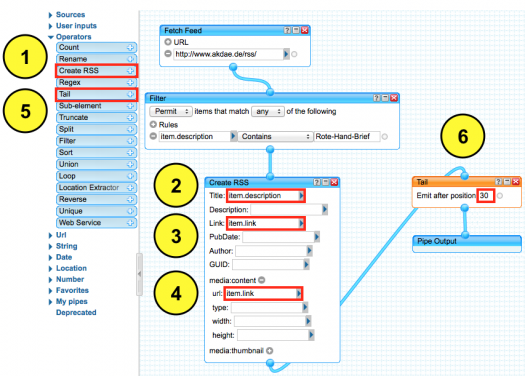 Sources
User inputs
Operators
Count
Rename
Create RSS
Regex
Tail
Sub-element
Truncate
Split
Filter
Sort
Union
Loop
Location Extractor
Reverse
Unique
Web Service
Url
String
Date
Location
Number
Favorites
My pipes
Deprecated
1
5
Fetch Feed
URL
http://www.akdae.de/rss/
Filter
Permit items that match any of the following
Rules
item.description Contains Rote-Hand-Brief
2
3
4
Create RSS
Title: item.description
Description:
Link: item.link
PubDate:
Author:
GUID:
media:content
url: item.link
type:
width:
height:
media:thumbnail
6
Tail
Emit after position 30
Pipe Output